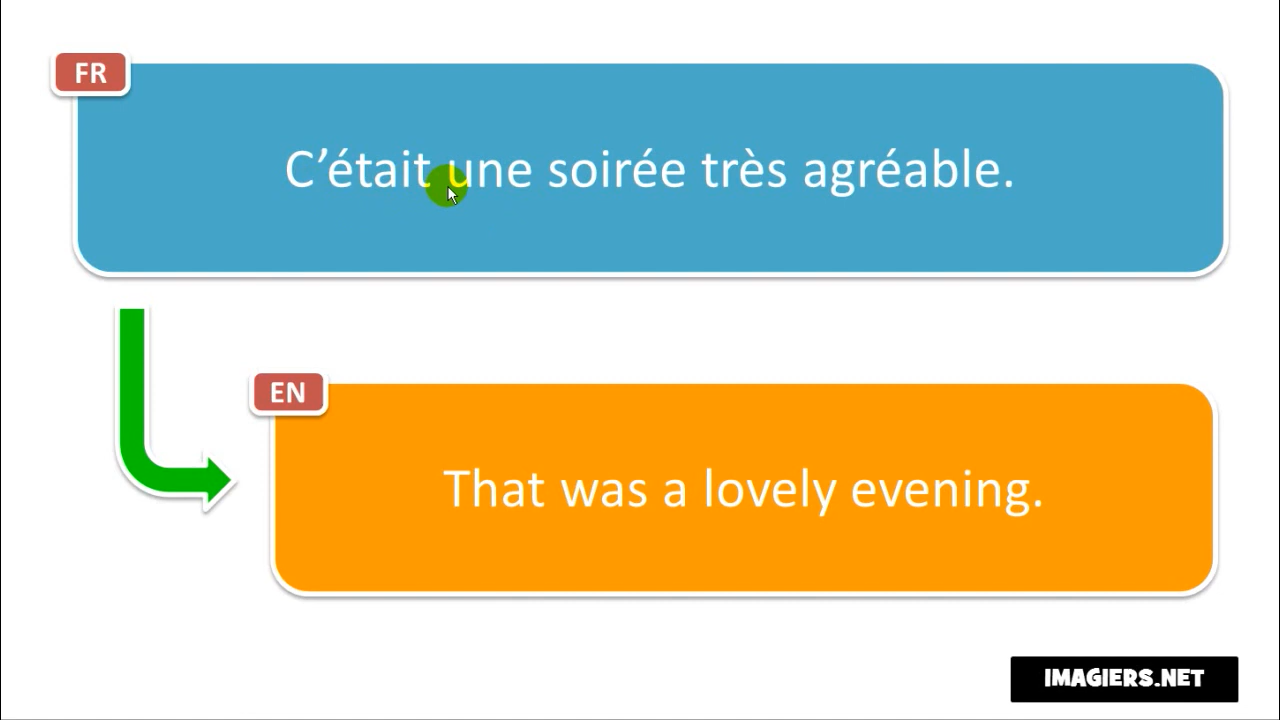 FR
C’était une soirée très agréable.
EN
That was a lovely evening.
IMAGIERS.NET